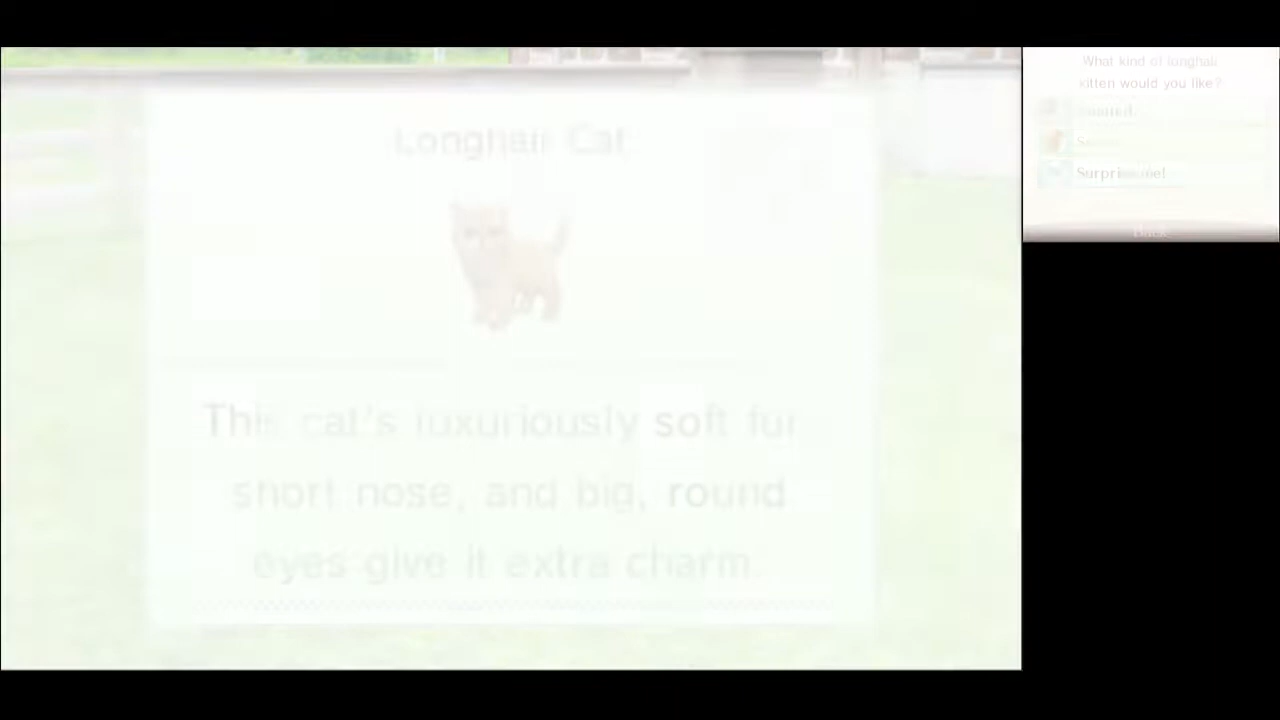 Longhair Cat
This cat's luxuriously soft fur
short nose, and big, round
eyes give it extra charm.
What kind of longhair
kitten would you like?
Surprise me!
Back